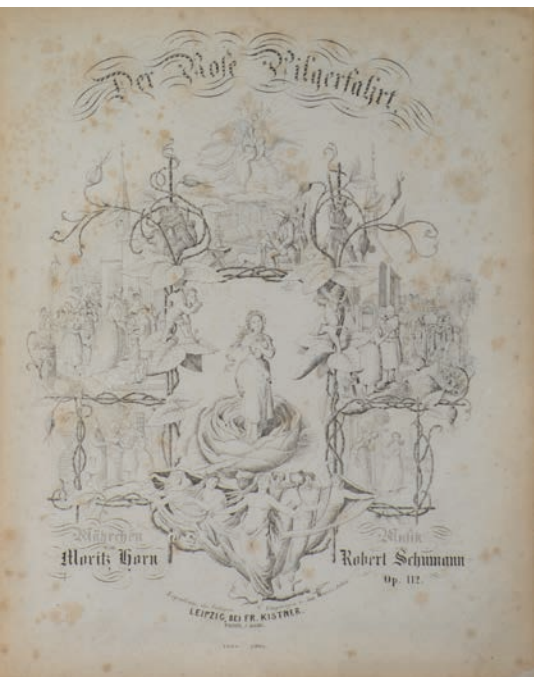 Der Rose Pilgerfahrt.
Mährchen
Moritz Horn
Musik
Robert Schumann
Op. 112.
LEIPZIG, BEI FR. KISTNER.